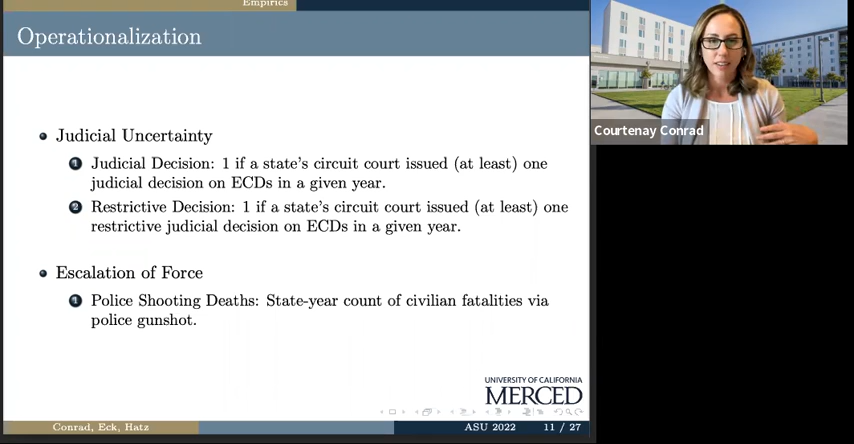 Empirics
Operationalization
Judicial Uncertainty
1 Judicial Decision: 1 if a state's circuit court issued (at least) one
judicial decision on ECDs in a given year.
2 Restrictive Decision: 1 if a state's circuit court issued (at least) one
restrictive judicial decision on ECDs in a given year.
Escalation of Force
1 Police Shooting Deaths: State-year count of civilian fatalities via
police gunshot.
UNIVERSITY OF CALIFORNIA
MERCED
Conrad, Eck, Hatz
ASU 2022
11 / 27
Courtenay Conrad